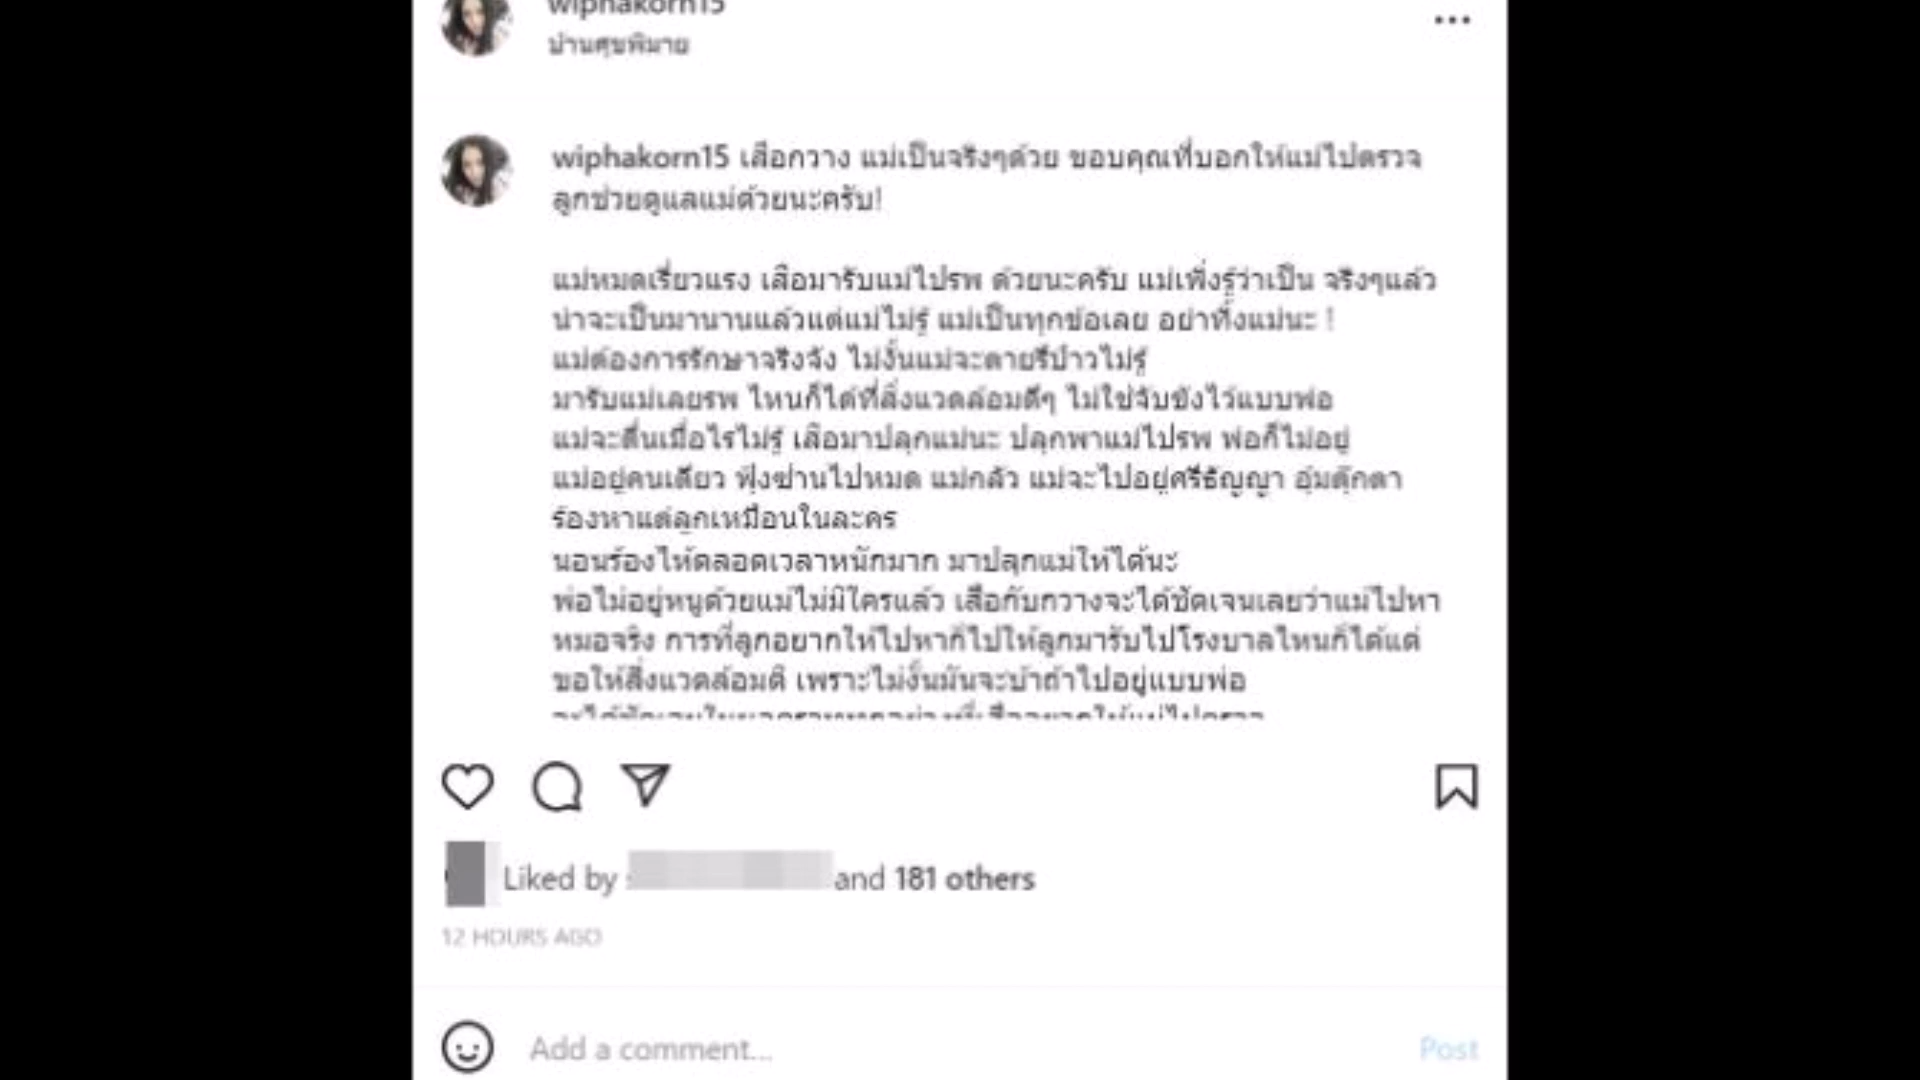 wiphakorn15
บ้านศุขพิมาย
wiphakorn15 เสือกวาง แม่เป็นจริงๆด้วย ขอบคุณที่บอกให้แม่ไปตรวจ
ลูกช่วยดูแลแม่ด้วยนะครับ!
แม่หมดเรี่ยวแรง เสือมารับแม่ไปรพ ด้วยนะครับ แม่เพิ่งรู้ว่าเป็น จริงๆแล้ว
น่าจะเป็นมานานแล้วแต่แม่ไม่รู้ แม่เป็นทุกข้อเลย อย่าทิ้งแม่นะ !
แม่ต้องการรักษาจริงจัง ไม่งั้นแม่จะตายรึป่าวไม่รู้
มารับแม่เลยรพ ไหนก็ได้ที่สิ่งแวดล้อมดีๆ ไม่ใช่จับขังไว้แบบพ่อ
แม่จะตื่นเมื่อไรไม่รู้ เสือมาปลุกแม่นะ ปลุกพาแม่ไปรพ พ่อก็ไม่อยู่
แม่อยู่คนเดียว ฟุ้งซ่านไปหมด แม่กลัว แม่จะไปอยู่ศรีธัญญา อุ้มตุ๊กตา
ร้องหาแต่ลูกเหมือนในละคร
นอนร้องไห้ตลอดเวลาหนักมาก มาปลุกแม่ให้ได้นะ
พ่อไม่อยู่หนูด้วยแม่ไม่มีใครแล้ว เสือกับกวางจะได้ชัดเจนเลยว่าแม่ไปหา
หมอจริง การที่ลูกอยากให้ไปหาก็ไปให้ลูกมารับไปโรงบาลไหนก็ได้แต่
ขอให้สิ่งแวดล้อมดี เพราะไม่งั้นมันจะบ้าถ้าไปอยู่แบบพ่อ
Liked by and 181 others
12 HOURS AGO
Add a comment...
Post